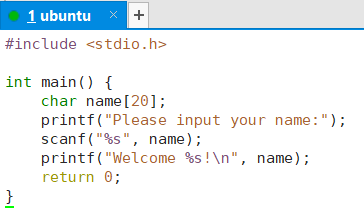 1 ubuntu × +
#include <stdio.h>

int main() {
    char name[20];
    printf("Please input your name:");
    scanf("%s", name);
    printf("Welcome %s!\n", name);
    return 0;
}